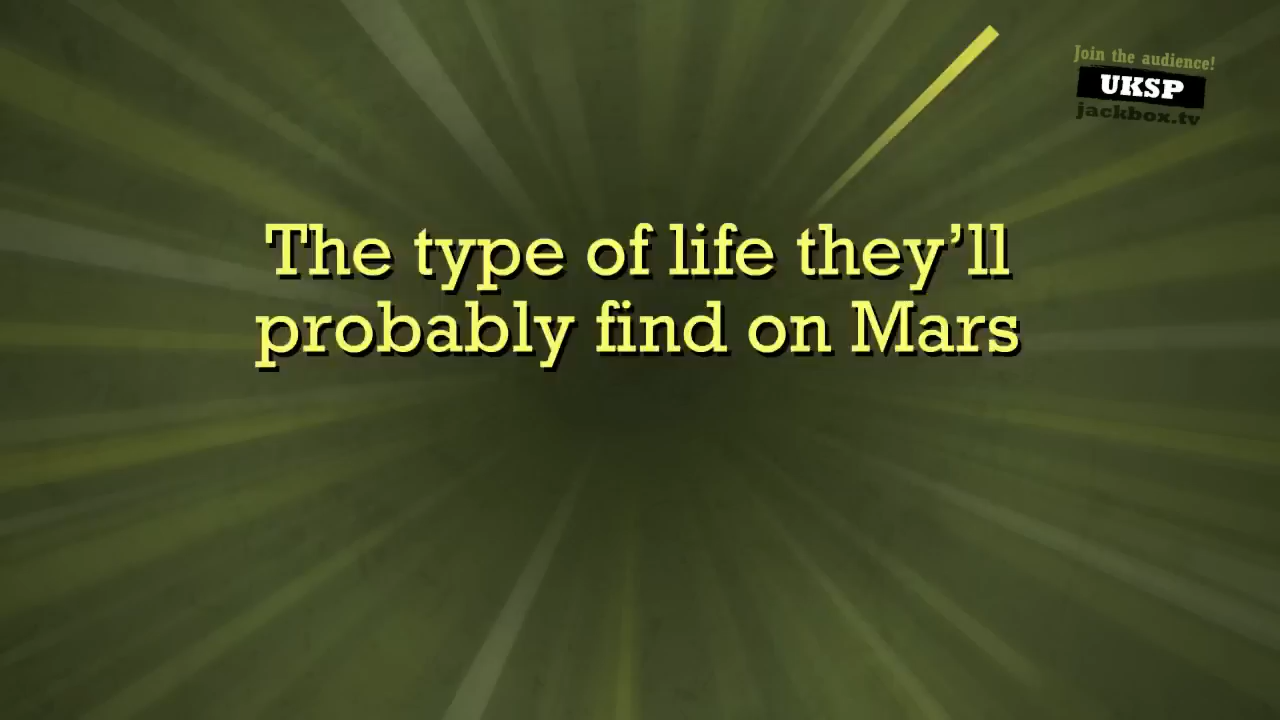 Join the audience!
UKSP
jackbox.tv
The type of life they’ll
probably find on Mars